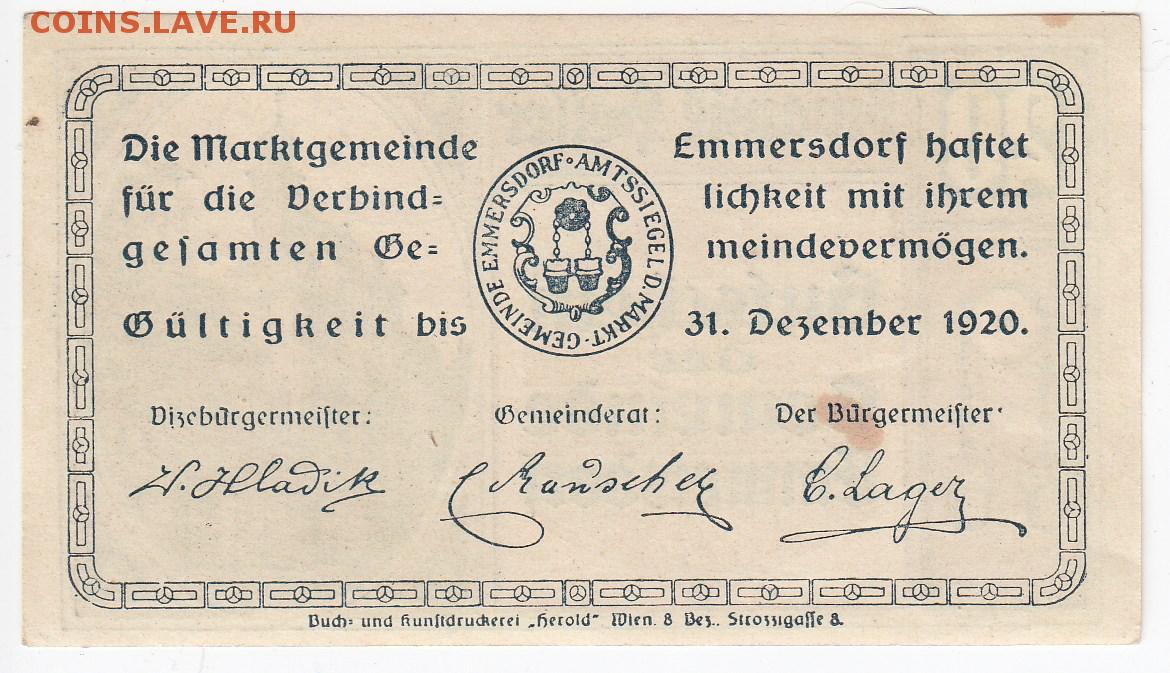 COINS.LAVE.RU
Die Marktgemeinde Emmersdorf haftet
für die Verbind= lichkeit mit ihrem
gesamten Ge= meindevermögen.
Gültigkeit bis 31. Dezember 1920.
GEMEINDE EMMERSDORF • AMTSSIEGEL • D. MARKT •
Vizebürgermeister: Gemeinderat: Der Bürgermeister
W. Hladik Rauscher C. Lager
Buch= und Kunstdruckerei „Herold" Wien. 8 Bez.. Strozzigasse 8.